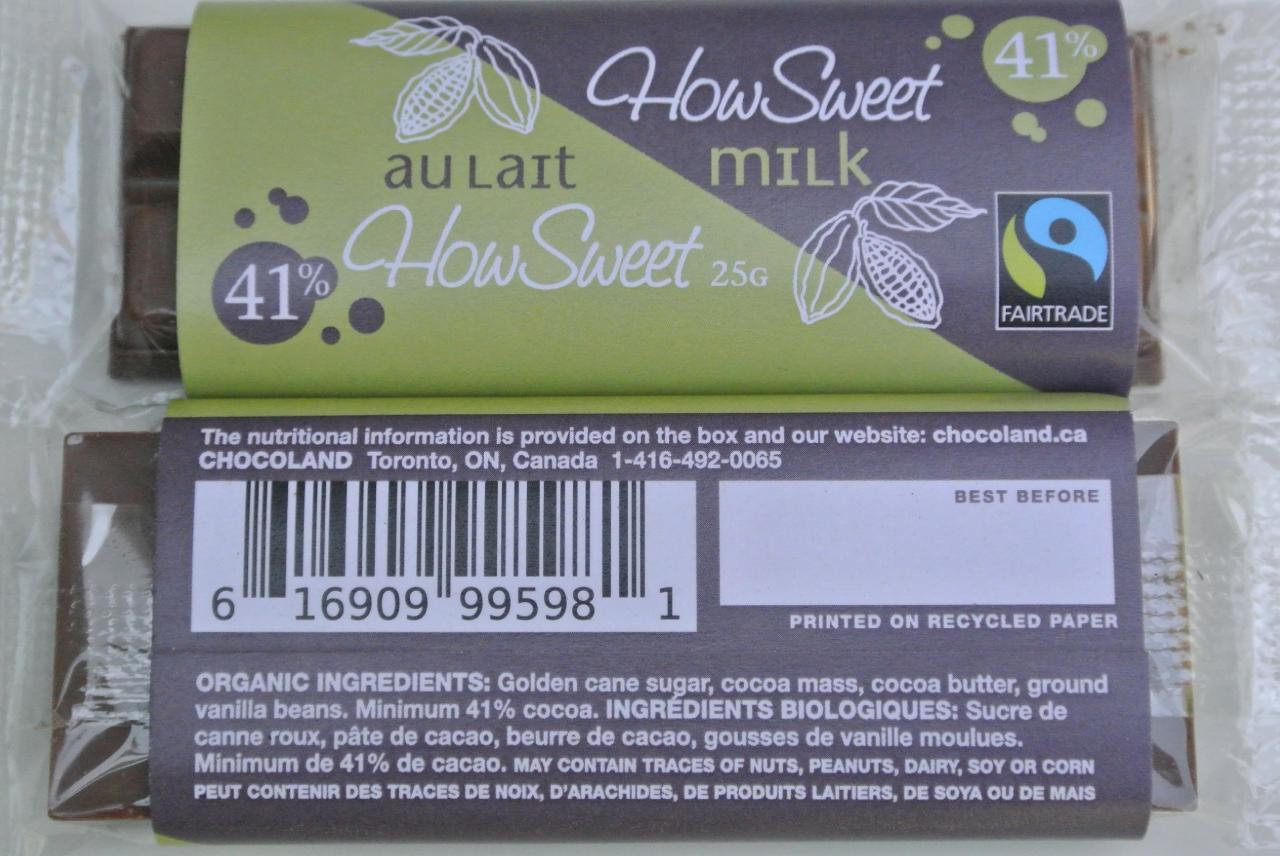 HowSweet
41%
au Lait
mILk
HowSweet 25G
41%
FAIRTRADE
The nutritional information is provided on the box and our website: chocoland.ca
CHOCOLAND Toronto, ON, Canada 1-416-492-0065
BEST BEFORE
6 16909 99598 1
PRINTED ON RECYCLED PAPER
ORGANIC INGREDIENTS: Golden cane sugar, cocoa mass, cocoa butter, ground
vanilla beans. Minimum 41% cocoa. INGRÉDIENTS BIOLOGIQUES: Sucre de
canne roux, pâte de cacao, beurre de cacao, gousses de vanille moulues.
Minimum de 41% de cacao. MAY CONTAIN TRACES OF NUTS, PEANUTS, DAIRY, SOY OR CORN
PEUT CONTENIR DES TRACES DE NOIX, D'ARACHIDES, DE PRODUITS LAITIERS, DE SOYA OU DE MAIS